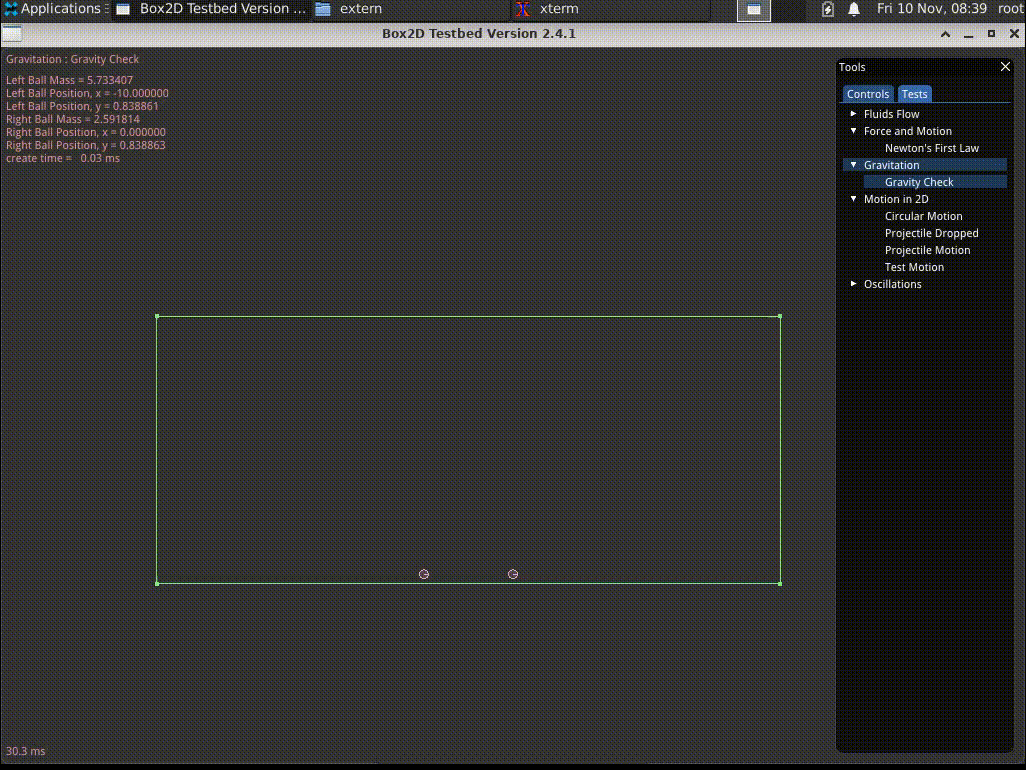 Applications Box2D Testbed Version ... extern xterm Fri 10 Nov, 08:39 root
Box2D Testbed Version 2.4.1
Gravitation : Gravity Check
Left Ball Mass = 5.733407
Left Ball Position, x = -10.000000
Left Ball Position, y = 0.838861
Right Ball Mass = 2.591814
Right Ball Position, x = 0.000000
Right Ball Position, y = 0.838863
create time = 0.03 ms
Tools
Controls Tests
Fluids Flow
Force and Motion
Newton's First Law
Gravitation
Gravity Check
Motion in 2D
Circular Motion
Projectile Dropped
Projectile Motion
Test Motion
Oscillations
30.3 ms